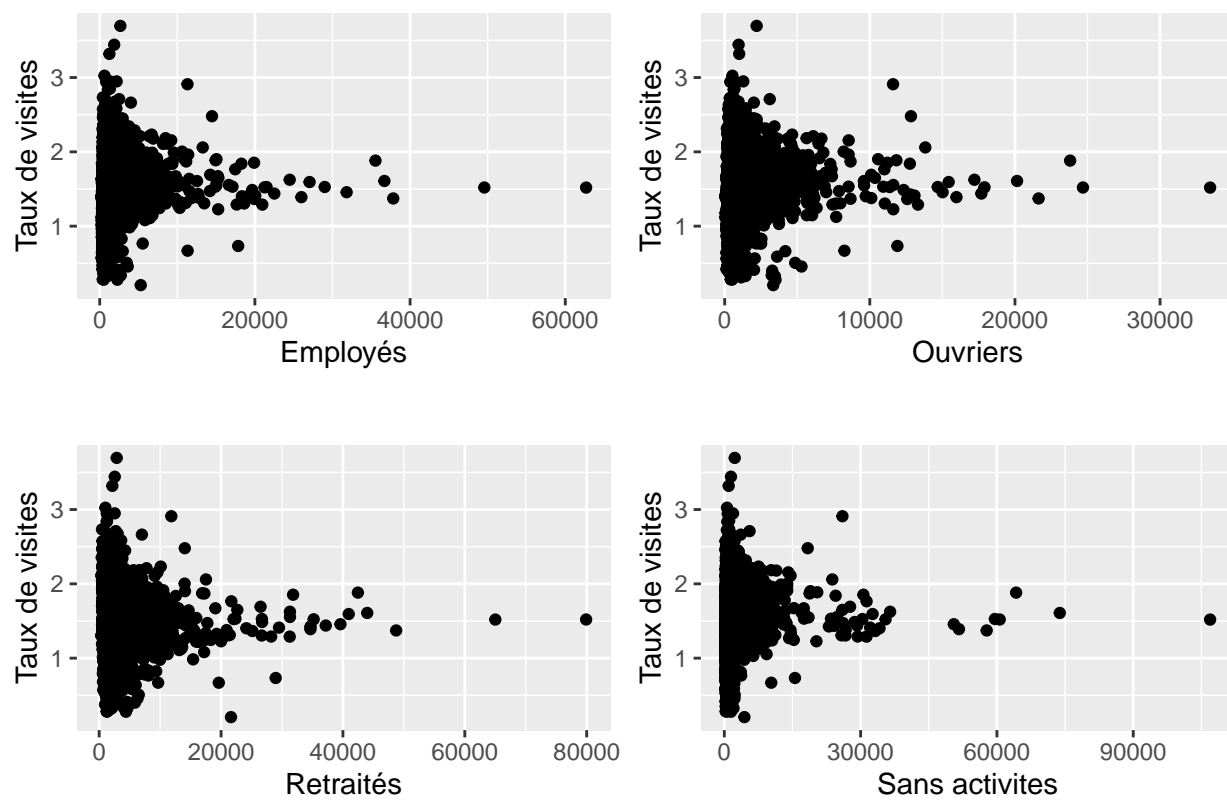 Taux de visites
3
2
1
0 20000 40000 60000
Employés
Taux de visites
3
2
1
0 10000 20000 30000
Ouvriers
Taux de visites
3
2
1
0 20000 40000 60000 80000
Retraités
Taux de visites
3
2
1
0 30000 60000 90000
Sans activites